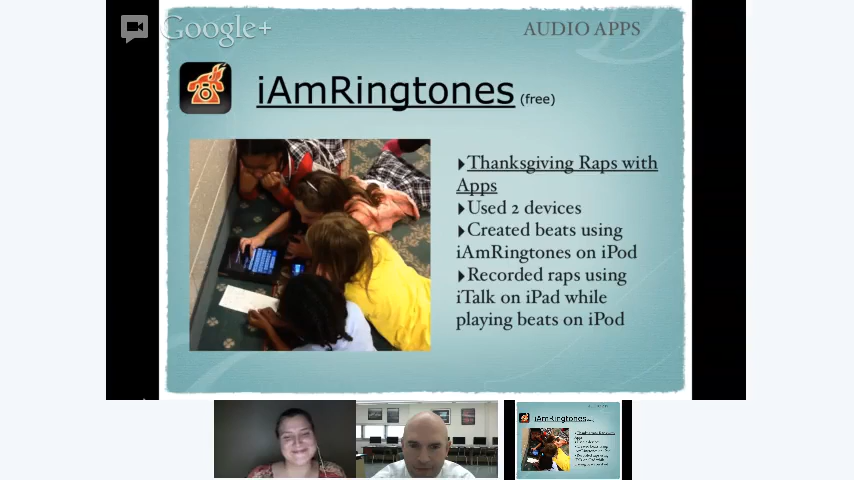 Google+
AUDIO APPS
iAmRingtones (free)
▸Thanksgiving Raps with
Apps
▸Used 2 devices
▸Created beats using
iAmRingtones on iPod
▸Recorded raps using
iTalk on iPad while
playing beats on iPod
iAmRingtones